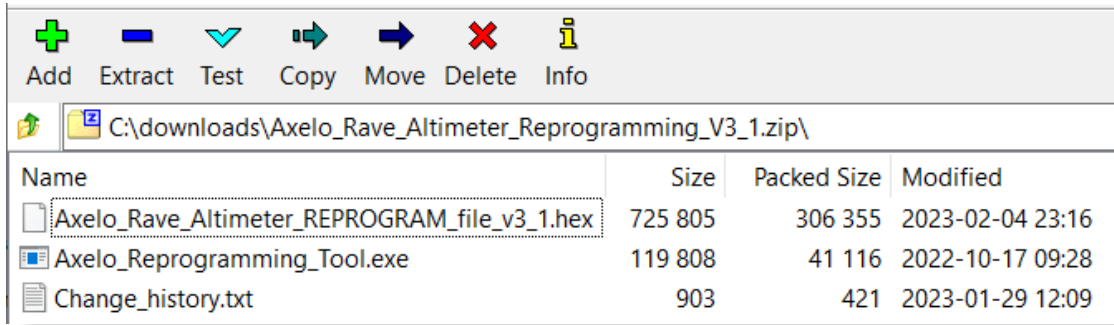 Add Extract Test Copy Move Delete Info
C:\downloads\Axelo_Rave_Altimeter_Reprogramming_V3_1.zip\
Name Size Packed Size Modified
Axelo_Rave_Altimeter_REPROGRAM_file_v3_1.hex 725 805 306 355 2023-02-04 23:16
Axelo_Reprogramming_Tool.exe 119 808 41 116 2022-10-17 09:28
Change_history.txt 903 421 2023-01-29 12:09